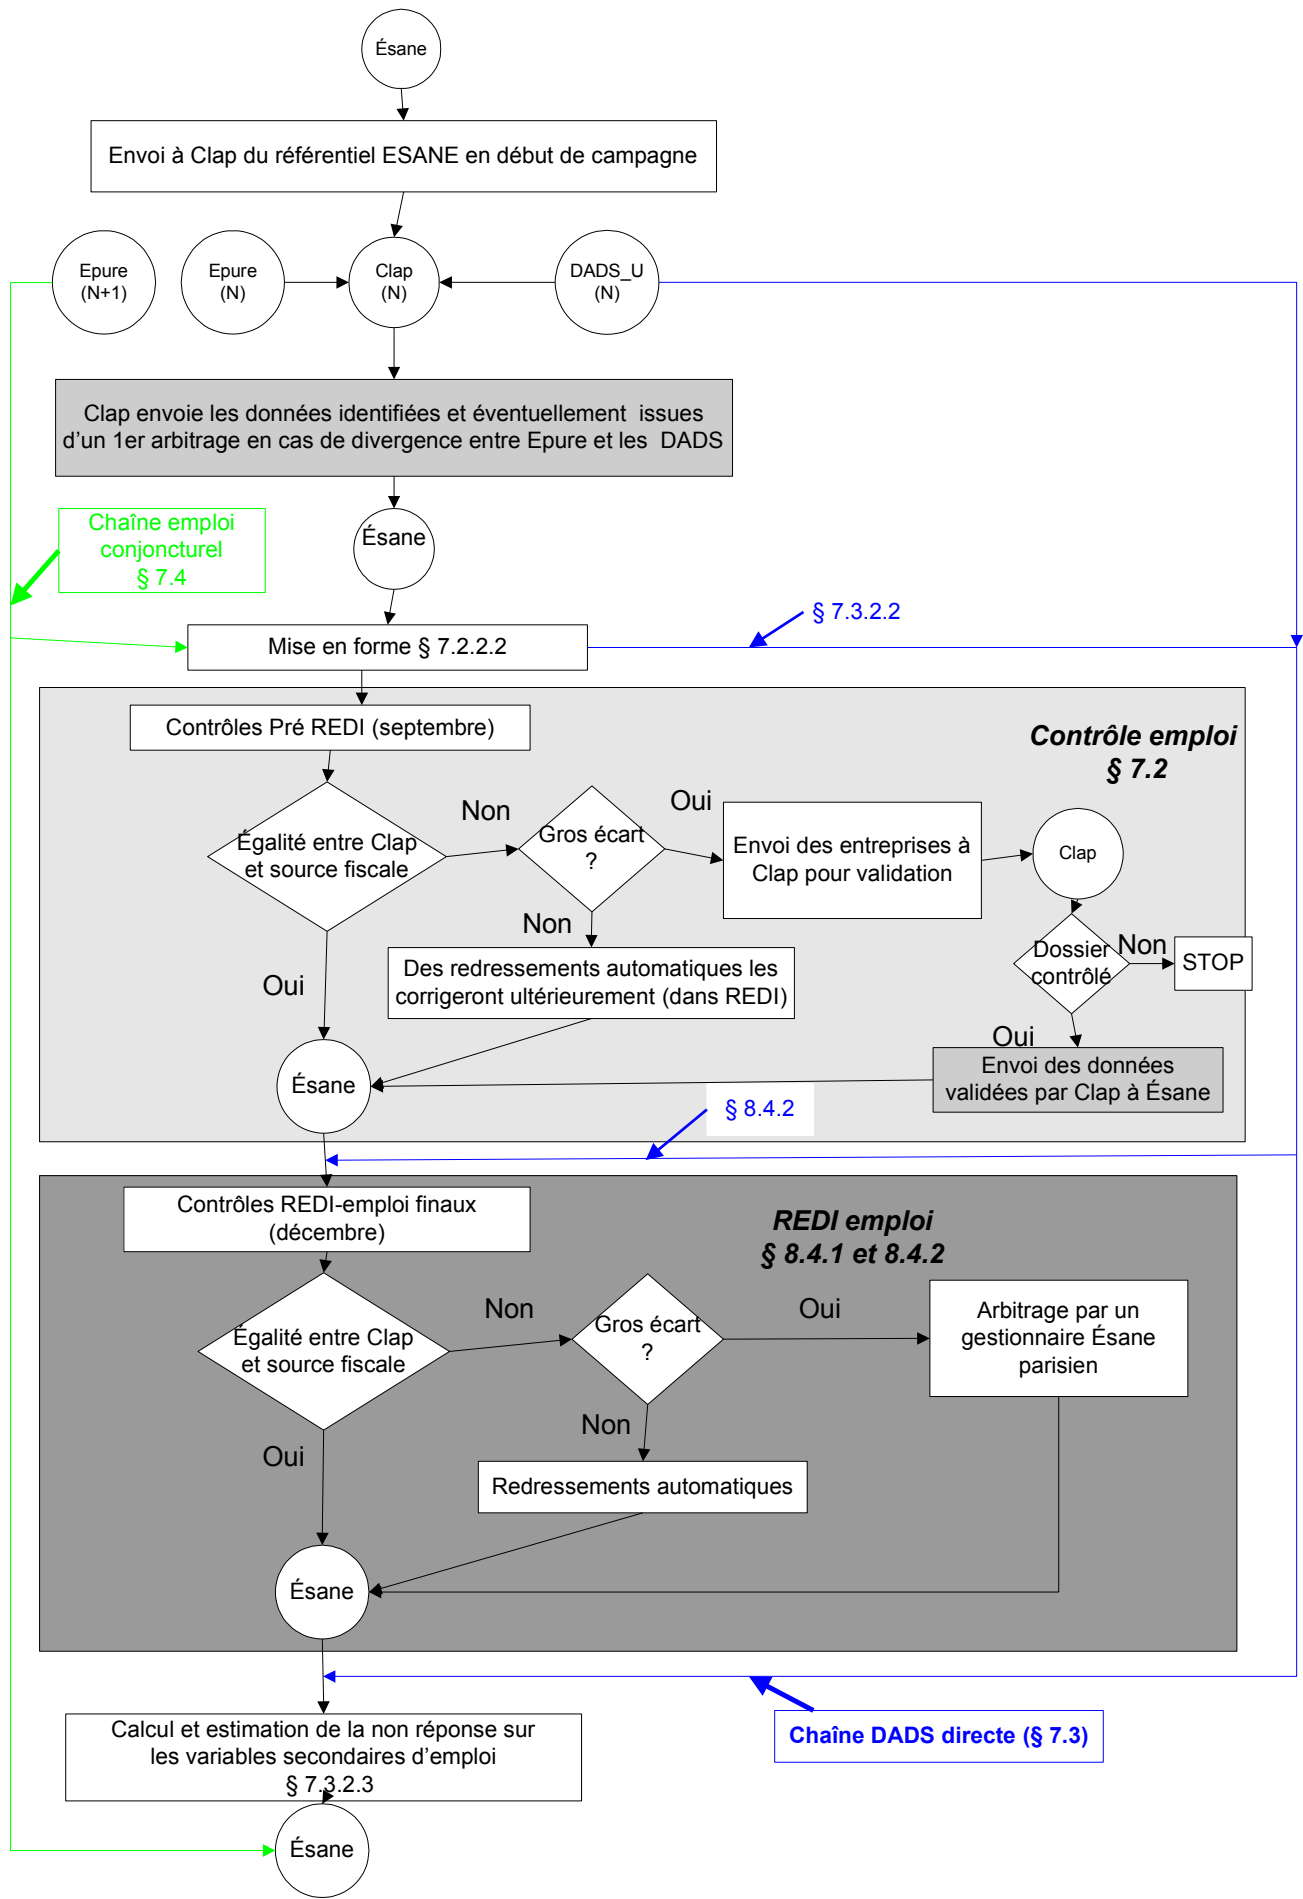 Ésane
Envoi à Clap du référentiel ESANE en début de campagne
Epure
(N+1)
Epure
(N)
Clap
(N)
DADS_U
(N)
Clap envoie les données identifiées et éventuellement issues
d'un 1er arbitrage en cas de divergence entre Epure et les DADS
Chaîne emploi
conjoncturel
§ 7.4
Ésane
§ 7.3.2.2
Mise en forme § 7.2.2.2
Contrôles Pré REDI (septembre)
Contrôle emploi
§ 7.2
Égalité entre Clap
et source fiscale
Non
Gros écart
?
Oui
Envoi des entreprises à
Clap pour validation
Clap
Non
Dossier
contrôlé
Non
STOP
Oui
Des redressements automatiques les
corrigeront ultérieurement (dans REDI)
Oui
Envoi des données
validées par Clap à Ésane
Ésane
§ 8.4.2
Contrôles REDI-emploi finaux
(décembre)
REDI emploi
§ 8.4.1 et 8.4.2
Égalité entre Clap
et source fiscale
Non
Gros écart
?
Oui
Arbitrage par un
gestionnaire Ésane
parisien
Non
Oui
Redressements automatiques
Ésane
Calcul et estimation de la non réponse sur
les variables secondaires d'emploi
§ 7.3.2.3
Chaîne DADS directe (§ 7.3)
Ésane